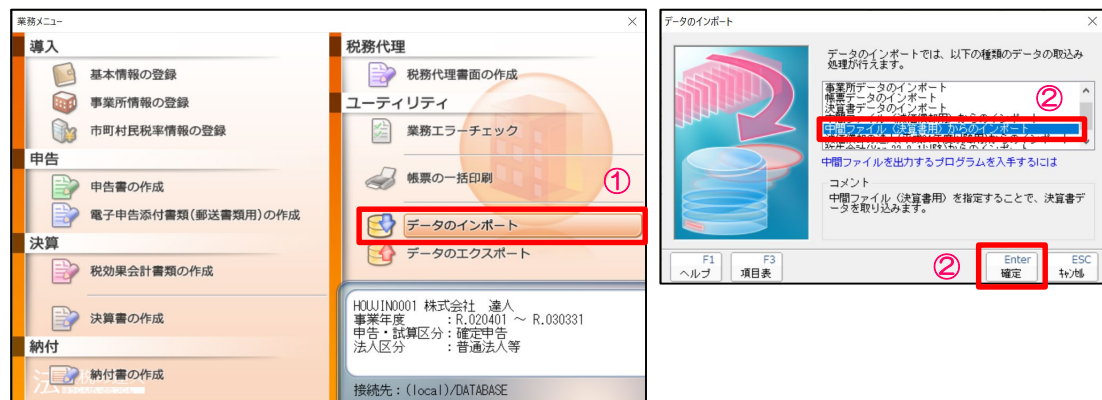 業務メニュー
導入
基本情報の登録
事業所情報の登録
市町村民税率情報の登録
申告
申告書の作成
電子申告添付書類(郵送書類用)の作成
決算
税効果会計書類の作成
決算書の作成
納付
納付書の作成
税務代理
税務代理書面の作成
ユーティリティ
業務エラーチェック
帳票の一括印刷
①
データのインポート
データのエクスポート
HOUJIN0001 株式会社 達人
事業年度 :R.020401 ～ R.030331
申告・試算区分:確定申告
法人区分 :普通法人等
接続先:(local)/DATABASE
データのインポート
データのインポートでは、以下の種類のデータの取込み
処理が行えます。
事業所データのインポート
帳票データのインポート
決算書データのインポート
②
中間ファイル（決算書用）からのインポート
中間ファイルを出力するプログラムを入手するには
コメント
中間ファイル（決算書用）を指定することで、決算書デ
ータを取り込みます。
F1
ヘルプ
F3
項目表
②
Enter
確定
ESC
ｷｬﾝｾﾙ